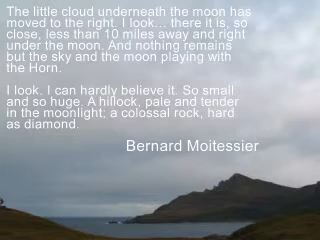 The little cloud underneath the moon has
moved to the right. I look... there it is, so
close, less than 10 miles away and right
under the moon. And nothing remains
but the sky and the moon playing with
the Horn.
I look. I can hardly believe it. So small
and so huge. A hillock, pale and tender
in the moonlight; a colossal rock, hard
as diamond.
Bernard Moitessier